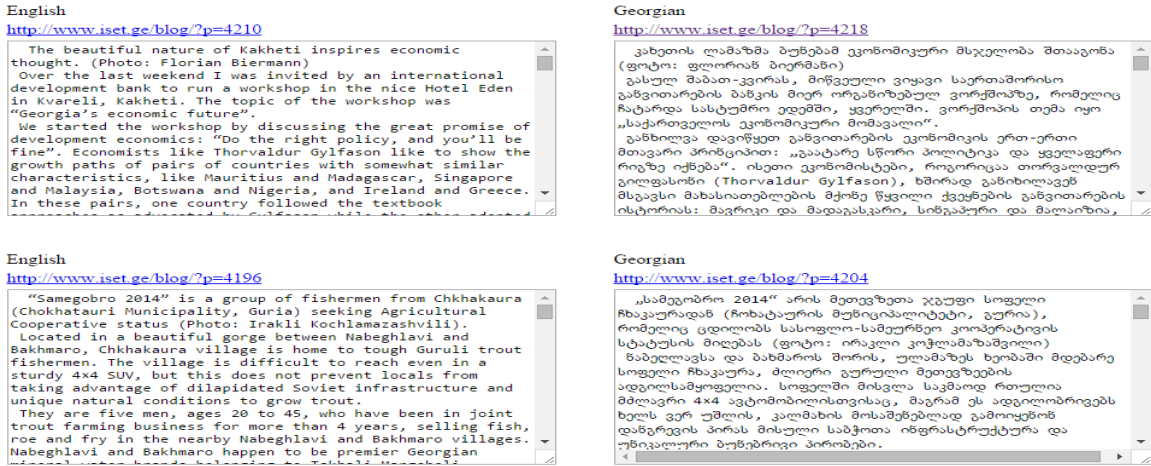 English
http://www.iset.ge/blog/?p=4210
The beautiful nature of Kakheti inspires economic
thought. (Photo: Florian Biermann)
Over the last weekend I was invited by an international
development bank to run a workshop in the nice Hotel Eden
in Kvareli, Kakheti. The topic of the workshop was
“Georgia’s economic future”.
We started the workshop by discussing the great promise of
development economics: “Do the right policy, and you’ll be
fine”. Economists like Thorvaldur Gylfason like to show the
growth paths of pairs of countries with somewhat similar
characteristics, like Mauritius and Madagascar, Singapore
and Malaysia, Botswana and Nigeria, and Ireland and Greece.
In these pairs, one country followed the textbook
Georgian
http://www.iset.ge/blog/?p=4218
კახეთის ლამაზმა ბუნებამ ეკონომიკური მსჯელობა შთააგონა
(ფოტო: ფლორიან ბიერმანი)
გასულ შაბათ-კვირას, მიწვეული ვიყავი საერთაშორისო
განვითარების ბანკის მიერ ორგანიზებულ ვორქშოპზე, რომელიც
ჩატარდა სასტუმრო ედემში, ყვერელში. ვორქშოპის თემა იყო
„საქართველოს ეკონომიკური მომავალი“.
განხილვა დავიწყეთ განვითარების ეკონომიკის ერთ-ერთი
მთავარი პრინციპით: „გაატარე სწორი პოლიტიკა და ყველაფერი
რიგზე იქნება“. ისეთი ეკონომისტები, როგორიცაა თორვალდურ
გილფასონი (Thorvaldur Gylfason), ხშირად განიხილავენ
მსგავსი მახასიათებლების მქონე წყვილი ქვეყნების განვითარების
ისტორიას: მავრიკი და მადაგასკარი, სინგაპური და მალაიზია,
English
http://www.iset.ge/blog/?p=4196
“Samegobro 2014” is a group of fishermen from Chkhakaura
(Chokhatauri Municipality, Guria) seeking Agricultural
Cooperative status (Photo: Irakli Kochlamazashvili).
Located in a beautiful gorge between Nabeghlavi and
Bakhmaro, Chkhakaura village is home to tough Guruli trout
fishermen. The village is difficult to reach even in a
sturdy 4×4 SUV, but this does not prevent locals from
taking advantage of dilapidated Soviet infrastructure and
unique natural conditions to grow trout.
They are five men, ages 20 to 45, who have been in joint
trout farming business for more than 4 years, selling fish,
roe and fry in the nearby Nabeghlavi and Bakhmaro villages.
Nabeghlavi and Bakhmaro happen to be premier Georgian
Georgian
http://www.iset.ge/blog/?p=4204
„სამეგობრო 2014“ არის მეთევზეთა ჯგუფი სოფელი
ჩხაკაურადან (ჩოხატაურის მუნიციპალიტეტი, გურია),
რომელიც ცდილობს სასოფლო-სამეურნეო კოოპერატივის
სტატუსის მიღებას (ფოტო: ირაკლი კოჭლამაზაშვილი)
ნაბეღლავსა და ბახმაროს შორის, ულამაზეს ხეობაში მდებარე
სოფელი ჩხაკაურა, ძლიერი გურული მეთევზეების
ადგილსამყოფელია. სოფელში მისვლა საკმაოდ რთულია
მძლავრი 4×4 ავტომობილისთვისაც, მაგრამ ეს ადგილობრივებს
ხელს ვერ უშლის, კალმახის მოსაშენებლად გამოიყენონ
დანგრევის პირას მისული საბჭოთა ინფრასტრუქტურა და
უნიკალური ბუნებრივი პირობები.